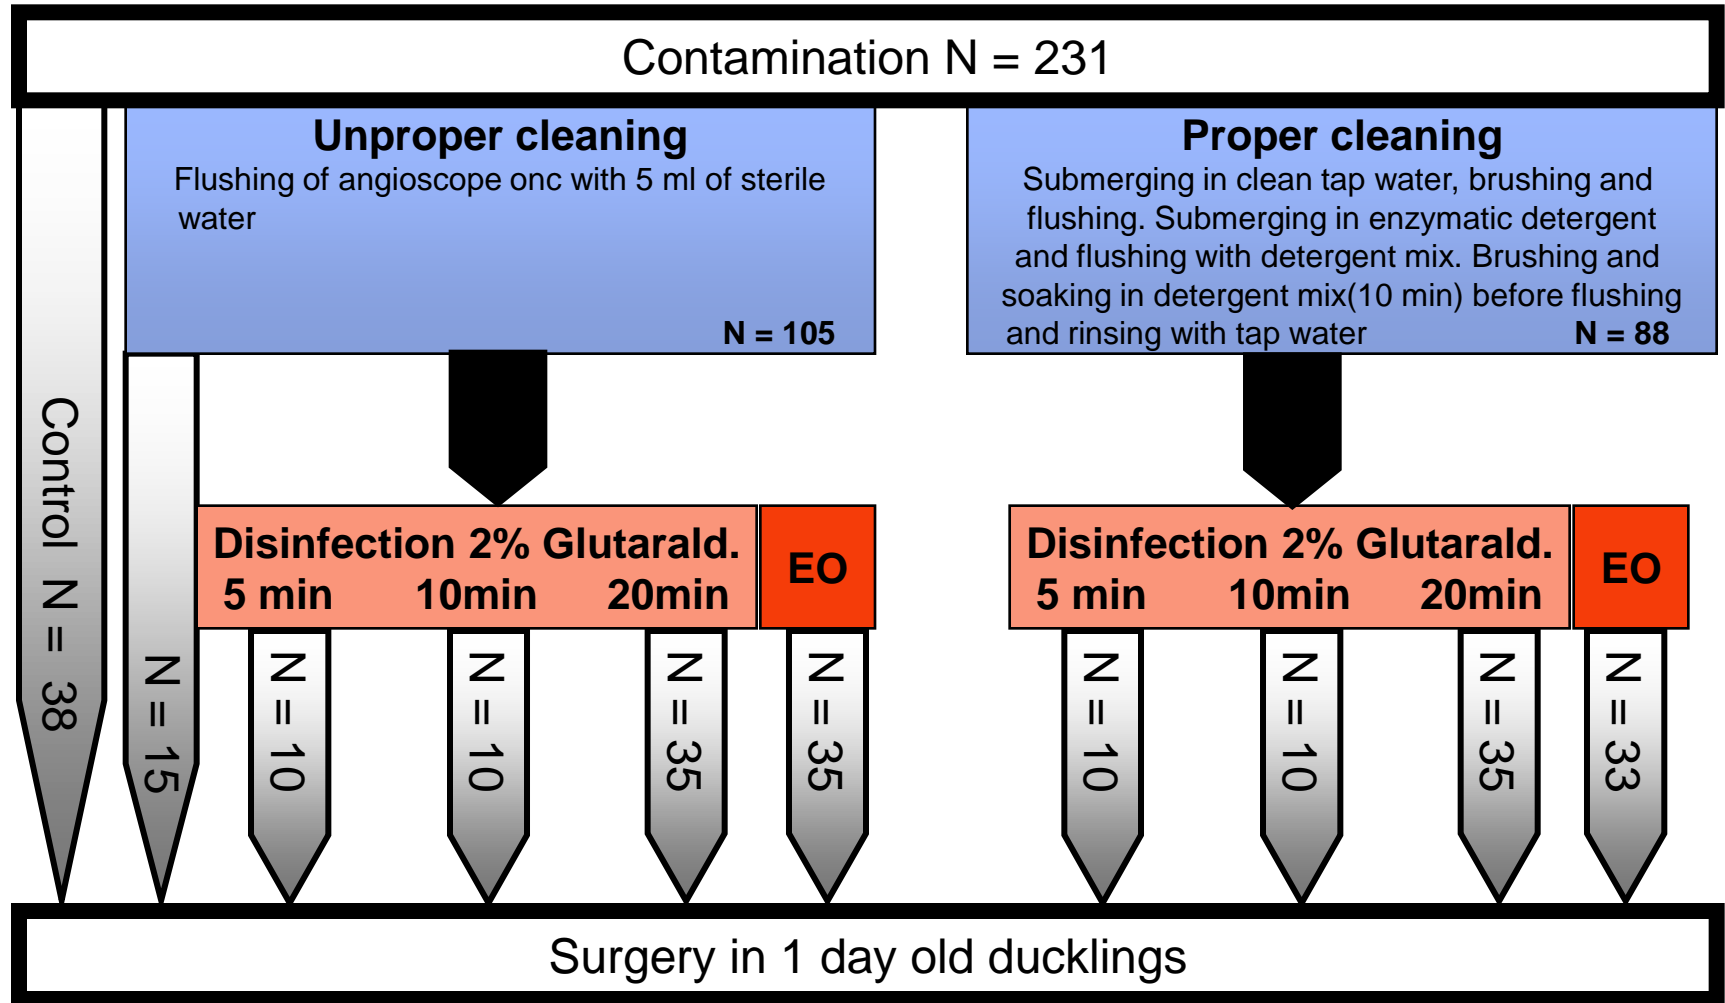 Contamination N = 231
Unproper cleaning
Flushing of angioscope onc with 5 ml of sterile
water
N = 105
Proper cleaning
Submerging in clean tap water, brushing and
flushing. Submerging in enzymatic detergent
and flushing with detergent mix. Brushing and
soaking in detergent mix(10 min) before flushing
and rinsing with tap water N = 88
Control N = 38
N = 15
Disinfection 2% Glutarald.
5 min 10min 20min
EO
N = 10
N = 10
N = 35
N = 35
Disinfection 2% Glutarald.
5 min 10min 20min
EO
N = 10
N = 10
N = 35
N = 33
Surgery in 1 day old ducklings